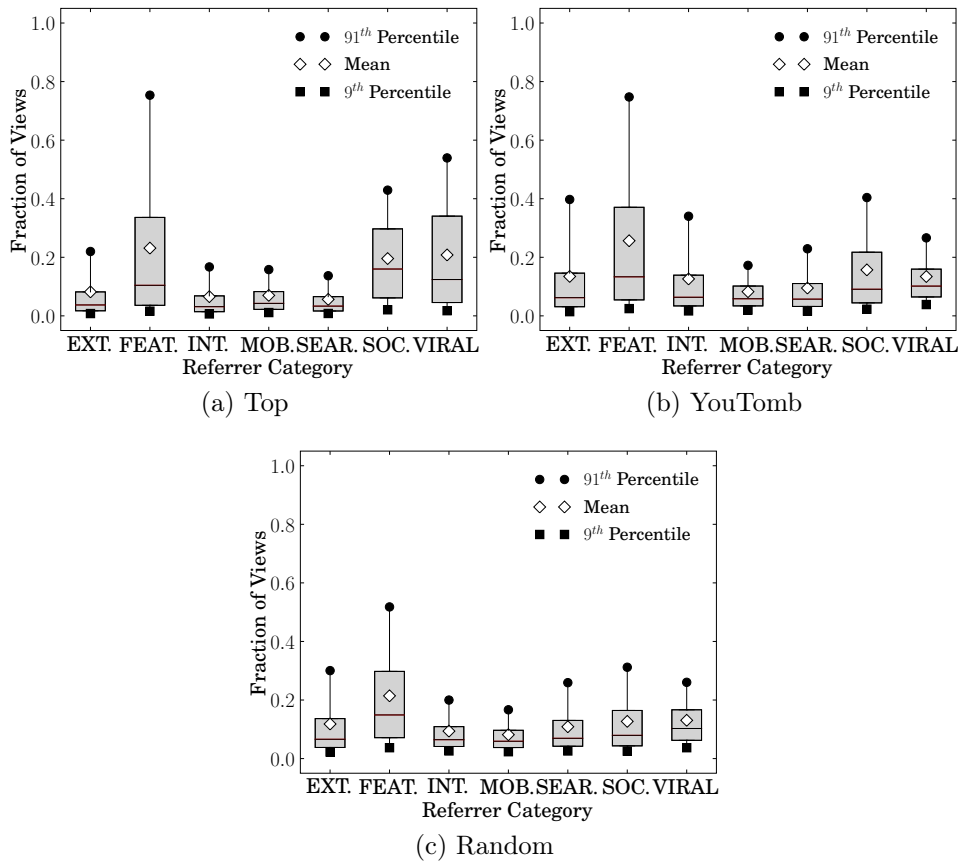 1.0
0.8
0.6
0.4
0.2
0.0
Fraction of Views
91th Percentile
Mean
9th Percentile
EXT. FEAT. INT. MOB. SEAR. SOC. VIRAL
Referrer Category
(a) Top
1.0
0.8
0.6
0.4
0.2
0.0
Fraction of Views
91th Percentile
Mean
9th Percentile
EXT. FEAT. INT. MOB. SEAR. SOC. VIRAL
Referrer Category
(b) YouTomb
1.0
0.8
0.6
0.4
0.2
0.0
Fraction of Views
91th Percentile
Mean
9th Percentile
EXT. FEAT. INT. MOB. SEAR. SOC. VIRAL
Referrer Category
(c) Random